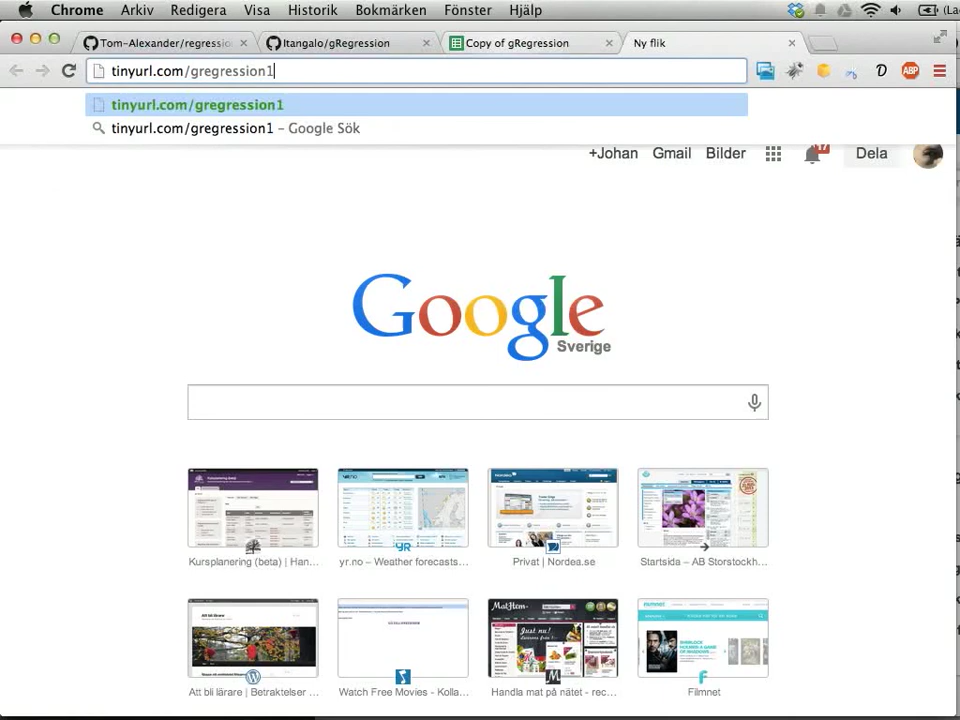 Chrome Arkiv Redigera Visa Historik Bokmärken Fönster Hjälp (La
Tom-Alexander/regressio Itangalo/gRegression Copy of gRegression Ny flik
tinyurl.com/gregression1
tinyurl.com/gregression1
tinyurl.com/gregression1 – Google Sök
+Johan Gmail Bilder Dela
Google
Sverige
Kursplanering (beta) | Han... yr.no – Weather forecasts... Privat | Nordea.se Startsida – AB Storstockh...
Att bli lärare | Betraktelser ... Watch Free Movies - Kolla... Handla mat på nätet - rec... Filmnet